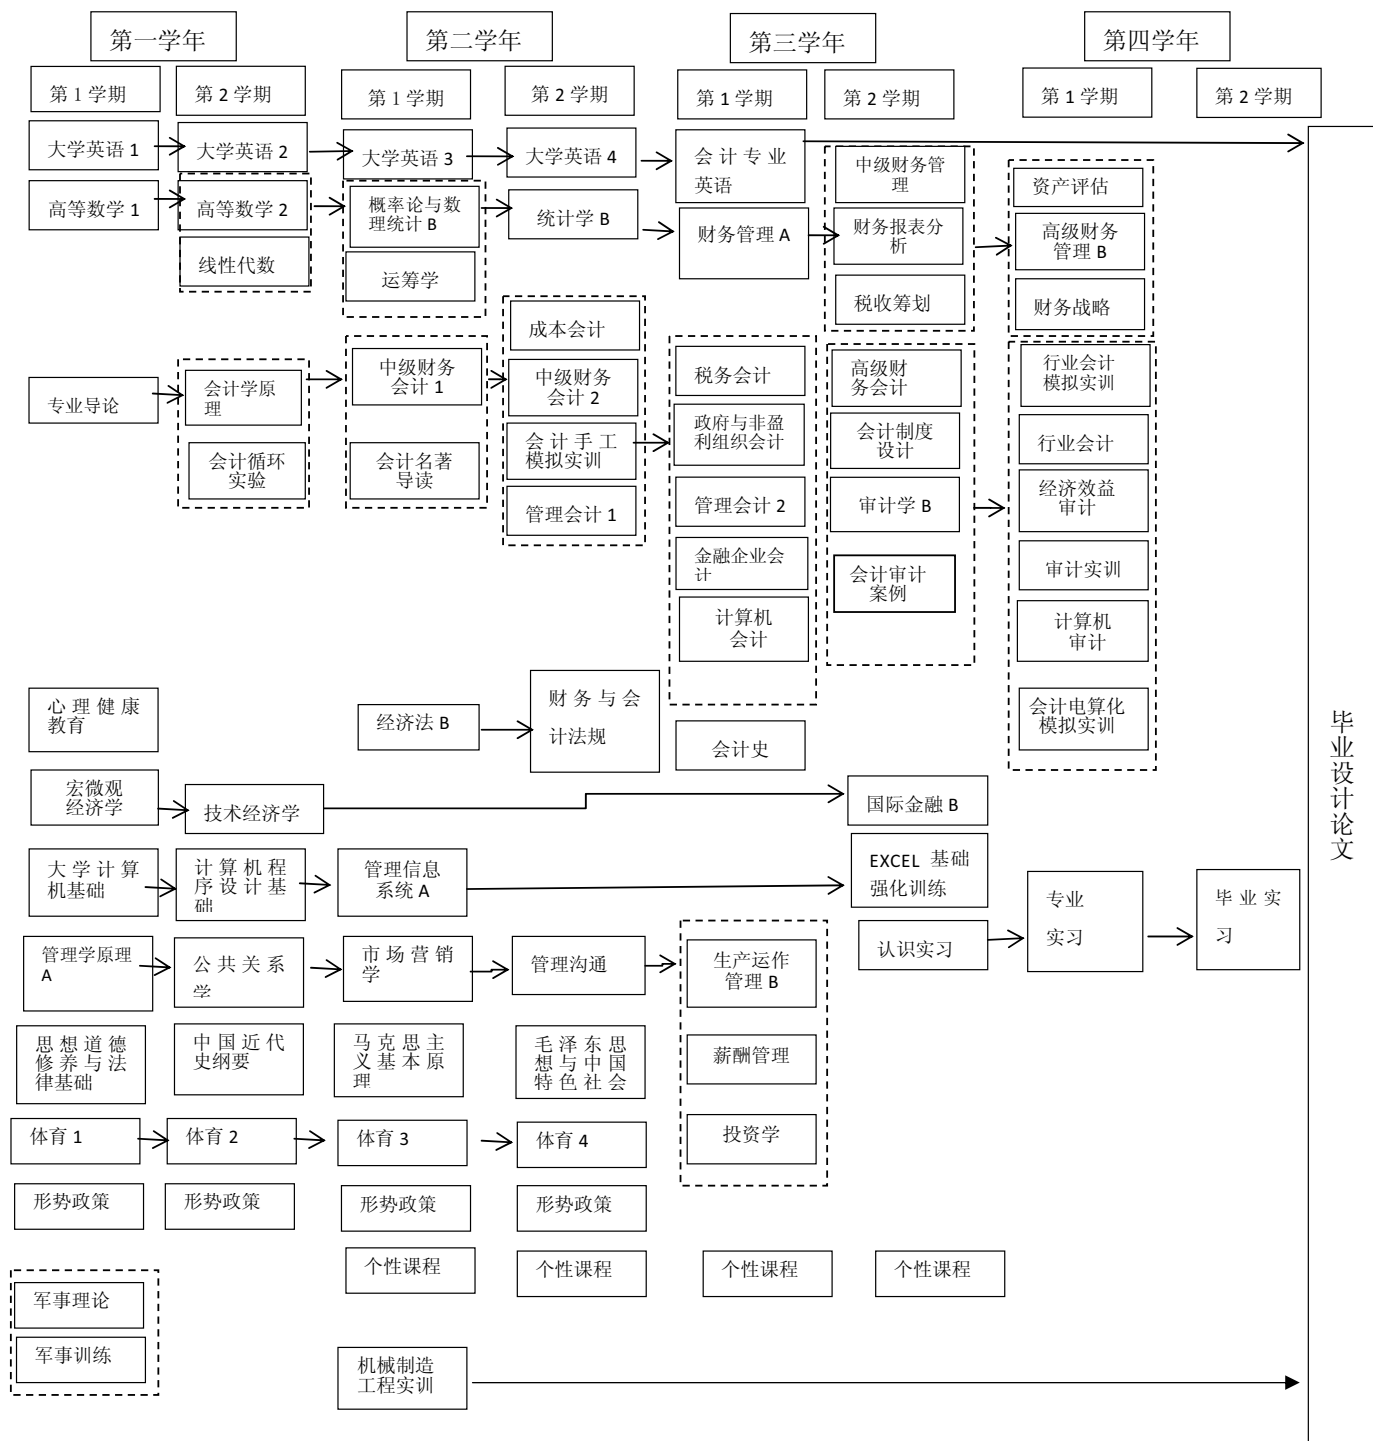 第一学年
第二学年
第三学年
第四学年
第 1 学期
第 2 学期
第 1 学期
第 2 学期
第 1 学期
第 2 学期
第 1 学期
第 2 学期
大学英语 1
大学英语 2
大学英语 3
大学英语 4
会计专业
英语
中级财务管
理
资产评估
高等数学 1
高等数学 2
概率论与数
理统计 B
统计学 B
财务管理 A
财务报表分
析
高级财务
管理 B
线性代数
运筹学
税收筹划
财务战略
成本会计
专业导论
会计学原
理
中级财务
会计 1
中级财务
会计 2
税务会计
高级财
务会计
行业会计
模拟实训
政府与非盈
利组织会计
会计制度
设计
行业会计
会计循环
实验
会计名著
导读
会计手工
模拟实训
管理会计 1
管理会计 2
审计学 B
经济效益
审计
金融企业会
计
会计审计
案例
审计实训
计算机
会计
计算机
审计
心理健康
教育
经济法 B
财务与会
计法规
会计史
会计电算化
模拟实训
毕业设计论文
宏微观
经济学
技术经济学
国际金融 B
大学计算
机基础
计算机程
序设计基
础
管理信息
系统 A
EXCEL 基础
强化训练
专业
实习
毕业实
习
认识实习
管理学原理
A
公共关系
学
市场营销
学
管理沟通
生产运作
管理 B
思想道德
修养与法
律基础
中国近代
史纲要
马克思主
义基本原
理
毛泽东思
想与中国
特色社会
薪酬管理
体育 1
体育 2
体育 3
体育 4
投资学
形势政策
形势政策
形势政策
形势政策
个性课程
个性课程
个性课程
个性课程
军事理论
军事训练
机械制造
工程实训